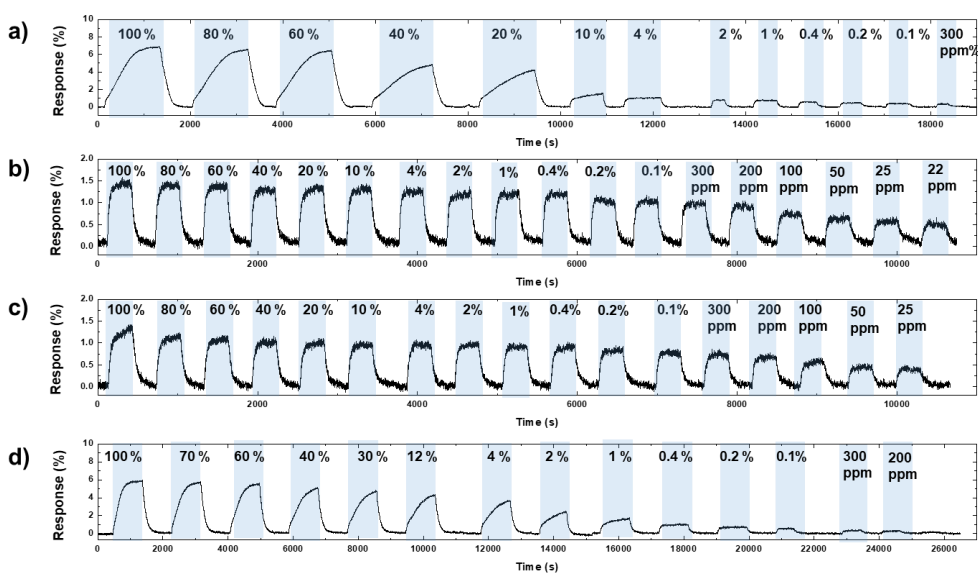 a)
Response (%)
10
8
6
4
2
0
100 % 80 % 60 % 40 % 20 % 10 % 4 % 2 % 1 % 0.4 % 0.2 % 0.1 % 300
ppm%
0 2000 4000 6000 8000 10000 12000 14000 16000 18000
Time (s)
b)
Response (%)
2.0
1.5
1.0
0.5
0.0
100 % 80 % 60 % 40 % 20 % 10 % 4% 2% 1% 0.4% 0.2% 0.1% 300 200 100 50 25 22
ppm ppm ppm ppm ppm ppm
0 2000 4000 6000 8000 10000
Time (s)
c)
Response (%)
2.0
1.5
1.0
0.5
0.0
100 % 80 % 60 % 40 % 20 % 10 % 4% 2% 1% 0.4% 0.2% 0.1% 300 200 100 50 25
ppm ppm ppm ppm ppm
0 2000 4000 6000 8000 10000
Time (s)
d)
Response (%)
10
8
6
4
2
0
100 % 70 % 60 % 40 % 30 % 12 % 4 % 2 % 1 % 0.4 % 0.2 % 0.1% 300 200
ppm ppm
0 2000 4000 6000 8000 10000 12000 14000 16000 18000 20000 22000 24000 26000
Time (s)